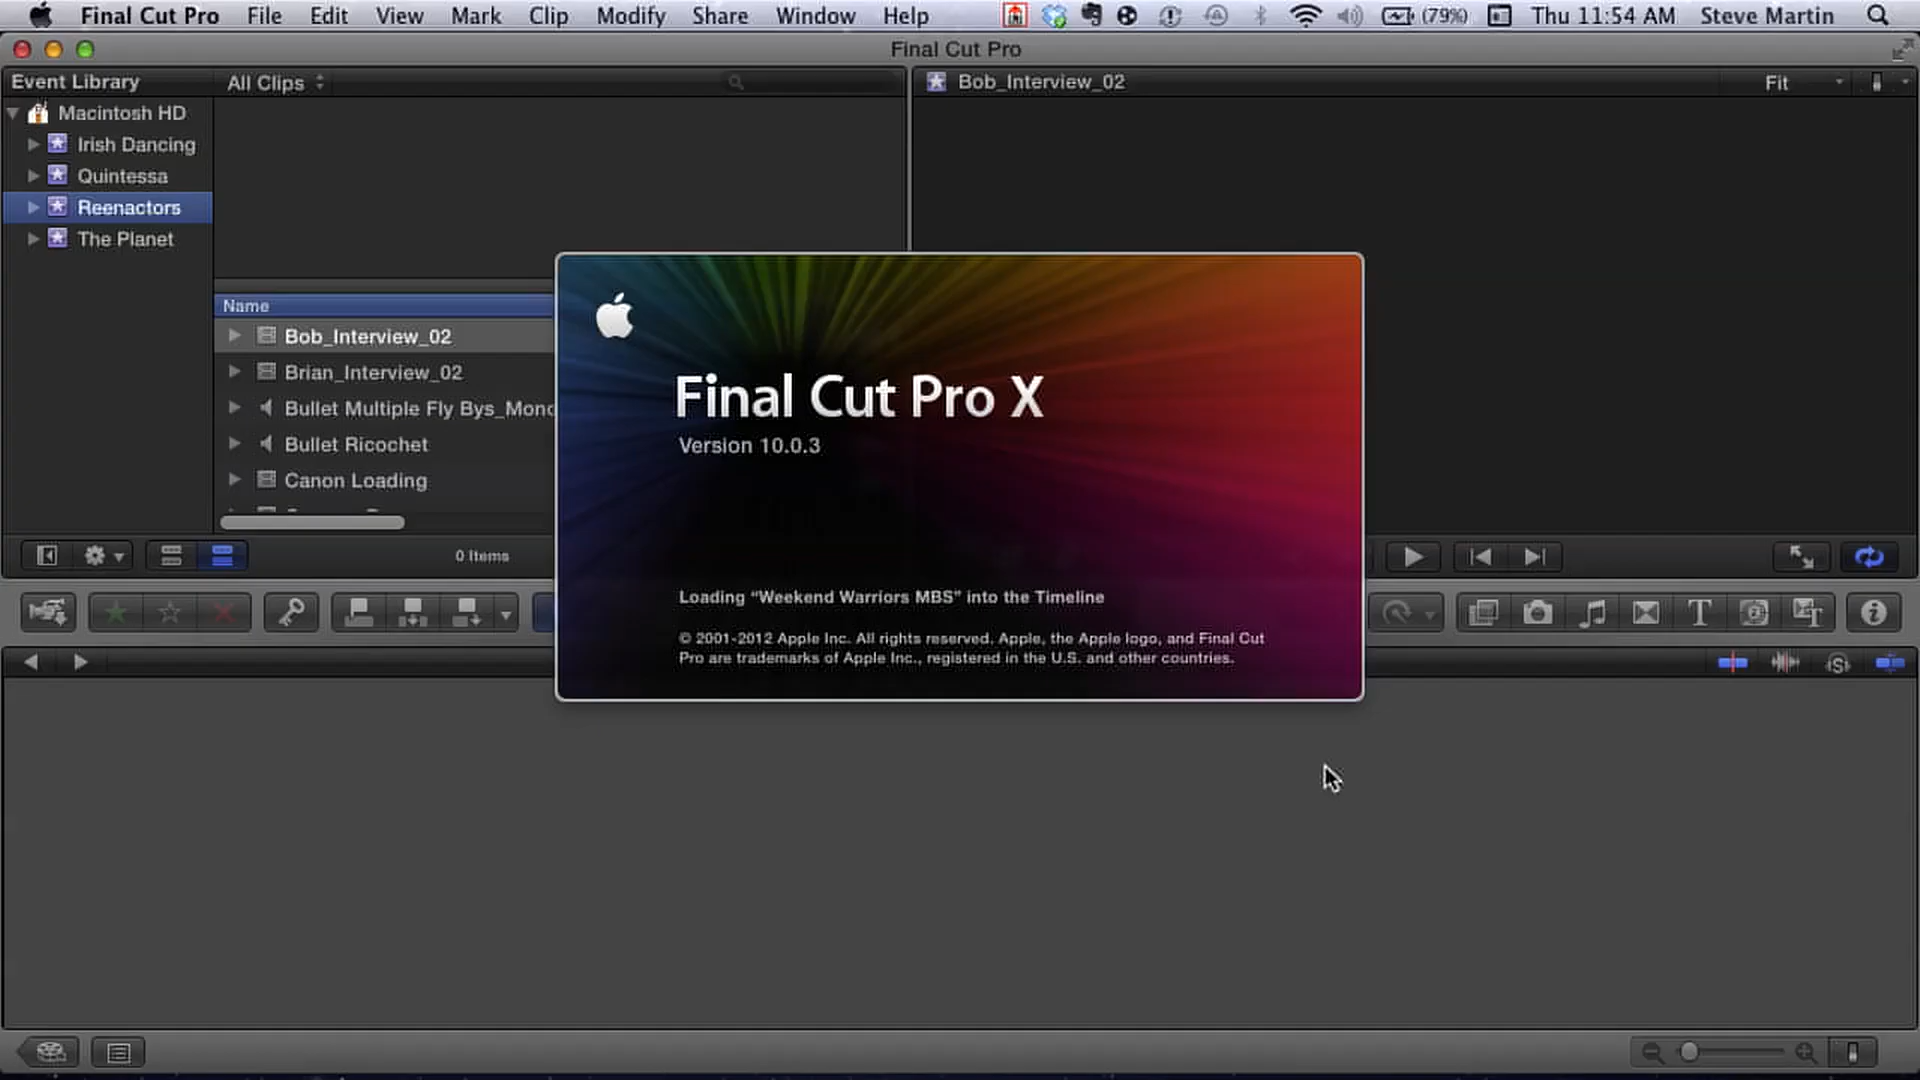 Final Cut Pro File Edit View Mark Clip Modify Share Window Help (79%) Thu 11:54 AM Steve Martin
Final Cut Pro
Event Library
All Clips
Bob_Interview_02
Fit
Macintosh HD
Irish Dancing
Quintessa
Reenactors
The Planet
Name
Bob_Interview_02
Brian_Interview_02
Bullet Multiple Fly Bys_Mono
Bullet Ricochet
Canon Loading
0 Items
Final Cut Pro X
Version 10.0.3
Loading “Weekend Warriors MBS” into the Timeline
© 2001-2012 Apple Inc. All rights reserved. Apple, the Apple logo, and Final Cut
Pro are trademarks of Apple Inc., registered in the U.S. and other countries.